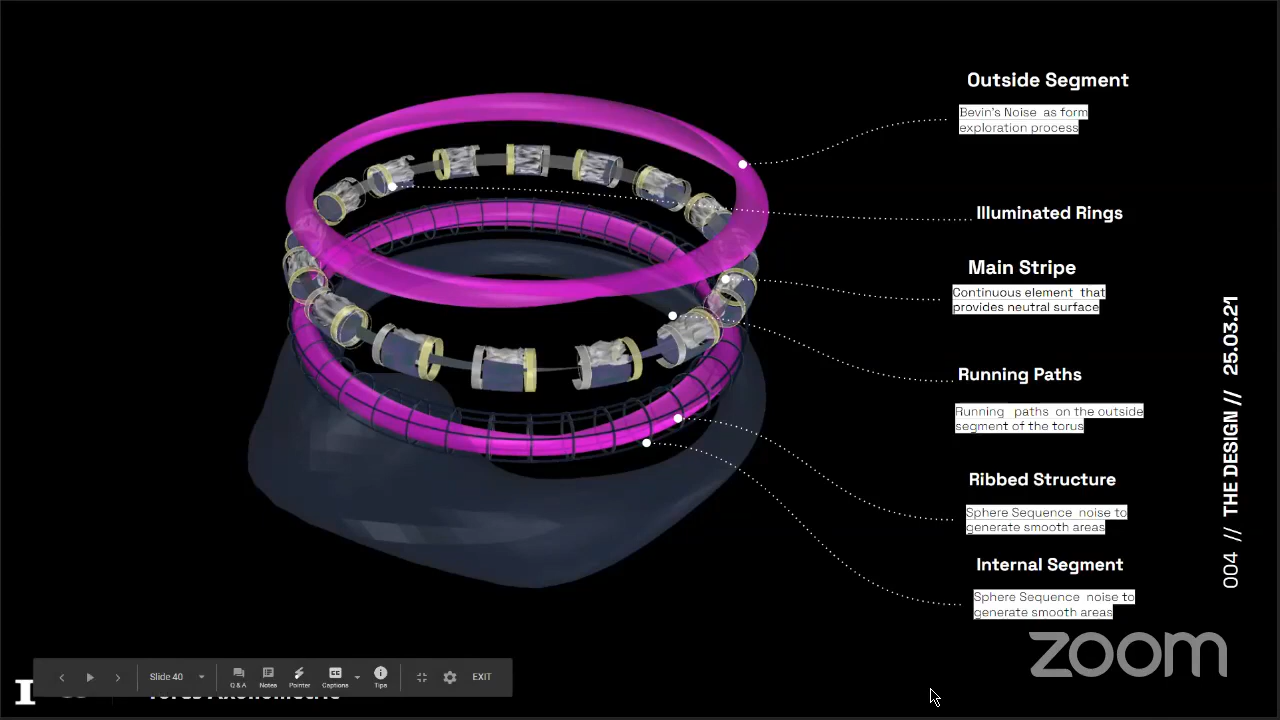 Outside Segment
Bevin's Noise as form
exploration process
Illuminated Rings
Main Stripe
Continuous element that
provides neutral surface
Running Paths
Running paths on the outside
segment of the torus
Ribbed Structure
Sphere Sequence noise to
generate smooth areas
Internal Segment
Sphere Sequence noise to
generate smooth areas
004 // THE DESIGN // 25.03.21
zoom
Slide 40
Q & A
Notes
Pointer
CC
Captions
Tips
EXIT
I